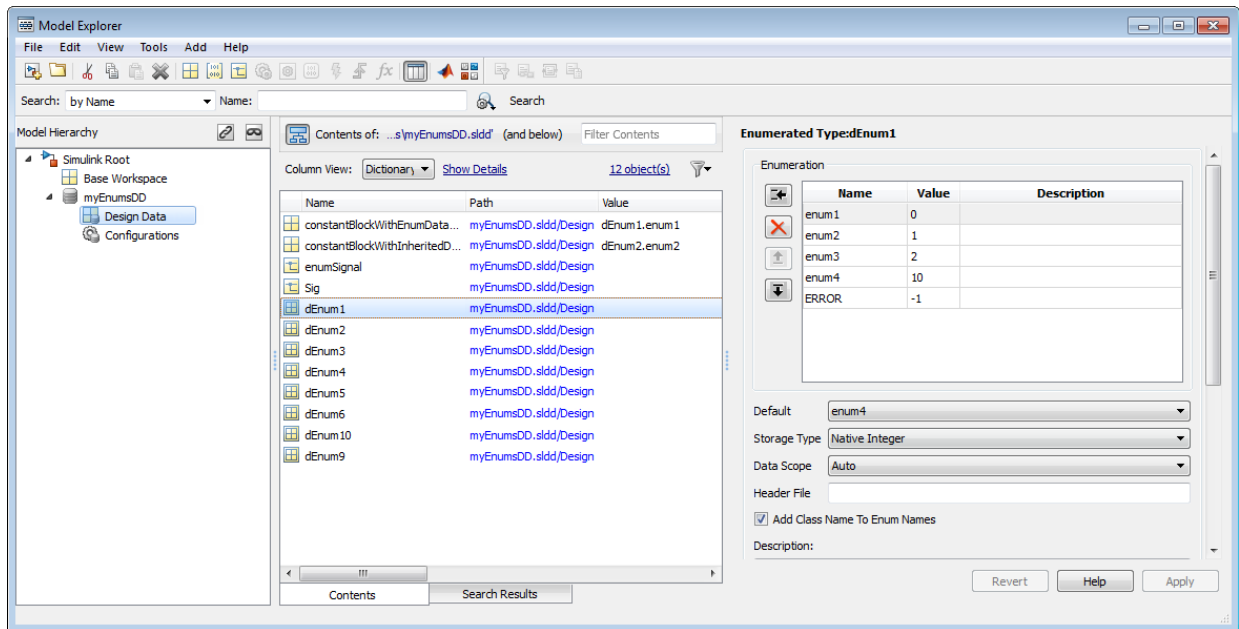 Model Explorer
File Edit View Tools Add Help
fx
Search: by Name Name: Search
Model Hierarchy
Simulink Root
Base Workspace
myEnumsDD
Design Data
Configurations
Contents of: ...s\myEnumsDD.sldd' (and below) Filter Contents
Column View: Dictionary Show Details 12 object(s)
Name Path Value
constantBlockWithEnumData... myEnumsDD.sldd/Design dEnum1.enum1
constantBlockWithInheritedD... myEnumsDD.sldd/Design dEnum2.enum2
enumSignal myEnumsDD.sldd/Design
Sig myEnumsDD.sldd/Design
dEnum1 myEnumsDD.sldd/Design
dEnum2 myEnumsDD.sldd/Design
dEnum3 myEnumsDD.sldd/Design
dEnum4 myEnumsDD.sldd/Design
dEnum5 myEnumsDD.sldd/Design
dEnum6 myEnumsDD.sldd/Design
dEnum10 myEnumsDD.sldd/Design
dEnum9 myEnumsDD.sldd/Design
Contents Search Results
Enumerated Type:dEnum1
Enumeration
Name Value Description
enum1 0
enum2 1
enum3 2
enum4 10
ERROR -1
Default enum4
Storage Type Native Integer
Data Scope Auto
Header File
Add Class Name To Enum Names
Description:
Revert Help Apply